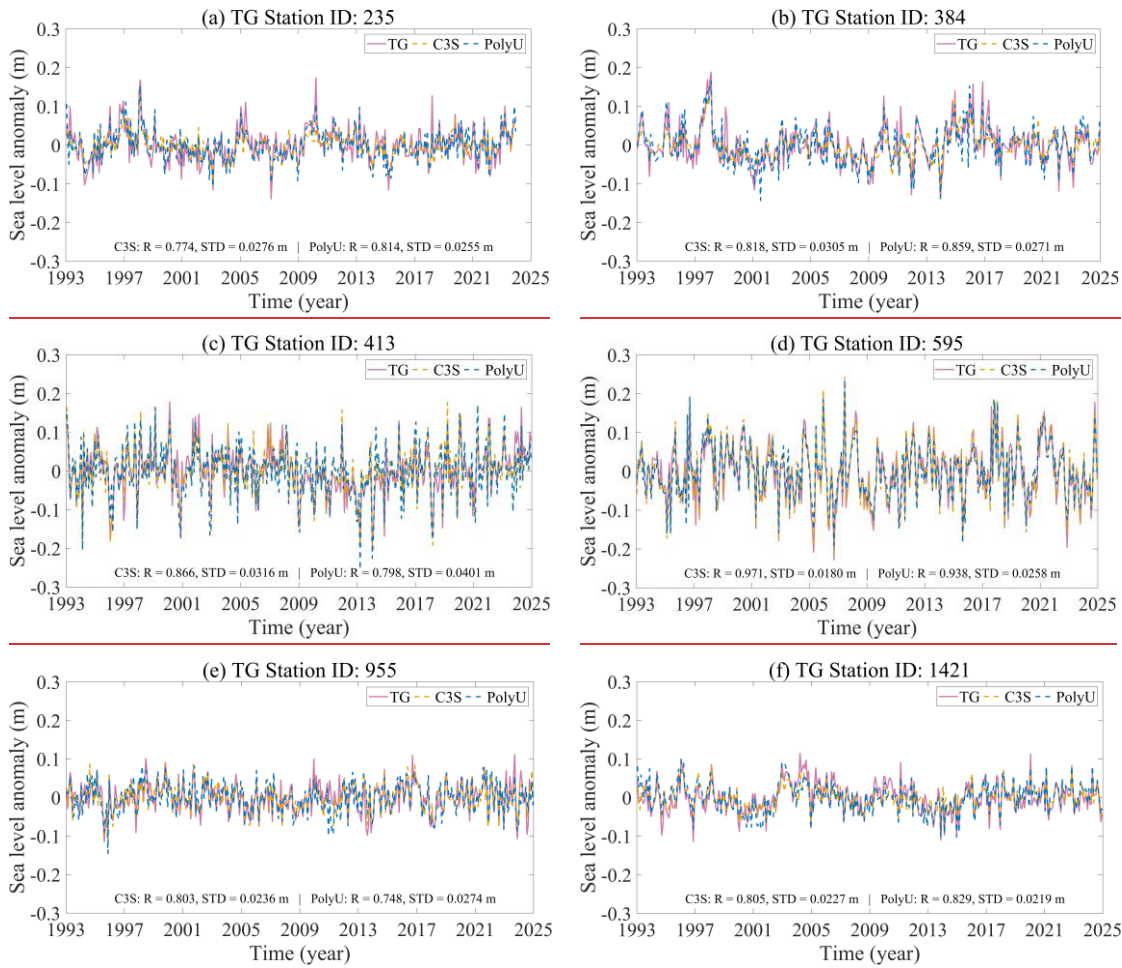 (a) TG Station ID: 235
TG C3S PolyU
Sea level anomaly (m)
0.3
0.2
0.1
0
-0.1
-0.2
-0.3
C3S: R = 0.774, STD = 0.0276 m | PolyU: R = 0.814, STD = 0.0255 m
1993 1997 2001 2005 2009 2013 2017 2021 2025
Time (year)
(b) TG Station ID: 384
TG C3S PolyU
Sea level anomaly (m)
0.3
0.2
0.1
0
-0.1
-0.2
-0.3
C3S: R = 0.818, STD = 0.0305 m | PolyU: R = 0.859, STD = 0.0271 m
1993 1997 2001 2005 2009 2013 2017 2021 2025
Time (year)
(c) TG Station ID: 413
TG C3S PolyU
Sea level anomaly (m)
0.3
0.2
0.1
0
-0.1
-0.2
-0.3
C3S: R = 0.866, STD = 0.0316 m | PolyU: R = 0.798, STD = 0.0401 m
1993 1997 2001 2005 2009 2013 2017 2021 2025
Time (year)
(d) TG Station ID: 595
TG C3S PolyU
Sea level anomaly (m)
0.3
0.2
0.1
0
-0.1
-0.2
-0.3
C3S: R = 0.971, STD = 0.0180 m | PolyU: R = 0.938, STD = 0.0258 m
1993 1997 2001 2005 2009 2013 2017 2021 2025
Time (year)
(e) TG Station ID: 955
TG C3S PolyU
Sea level anomaly (m)
0.3
0.2
0.1
0
-0.1
-0.2
-0.3
C3S: R = 0.803, STD = 0.0236 m | PolyU: R = 0.748, STD = 0.0274 m
1993 1997 2001 2005 2009 2013 2017 2021 2025
Time (year)
(f) TG Station ID: 1421
TG C3S PolyU
Sea level anomaly (m)
0.3
0.2
0.1
0
-0.1
-0.2
-0.3
C3S: R = 0.805, STD = 0.0227 m | PolyU: R = 0.829, STD = 0.0219 m
1993 1997 2001 2005 2009 2013 2017 2021 2025
Time (year)